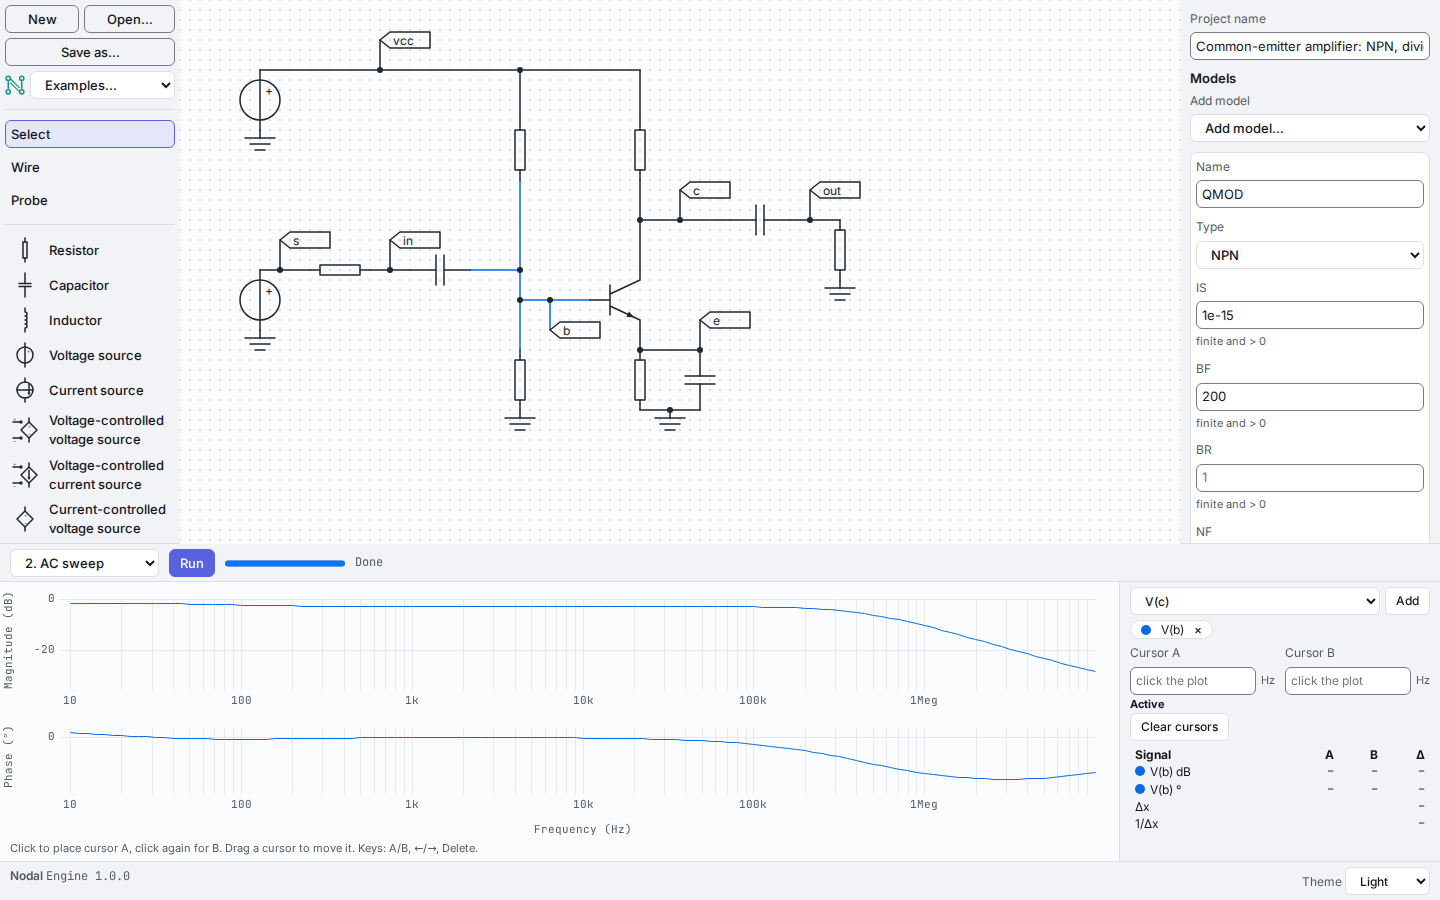 New
Open...
Save as...
Examples...
Select
Wire
Probe
Resistor
Capacitor
Inductor
Voltage source
Current source
Voltage-controlled
voltage source
Voltage-controlled
current source
Current-controlled
voltage source
vcc
+
s
in
+
b
c
out
e
Project name
Common-emitter amplifier: NPN, divi
Models
Add model
Add model...
Name
QMOD
Type
NPN
IS
1e-15
finite and > 0
BF
200
finite and > 0
BR
1
finite and > 0
NF
2. AC sweep
Run
Done
Magnitude (dB)
0
-20
10
100
1k
10k
100k
1Meg
Phase (°)
0
10
100
1k
10k
100k
1Meg
Frequency (Hz)
Click to place cursor A, click again for B. Drag a cursor to move it. Keys: A/B, ←/→, Delete.
V(c)
Add
V(b) ×
Cursor A
Cursor B
click the plot Hz
click the plot Hz
Active
Clear cursors
Signal A B Δ
V(b) dB – – –
V(b) ° – – –
Δx –
1/Δx –
Nodal Engine 1.0.0
Theme
Light